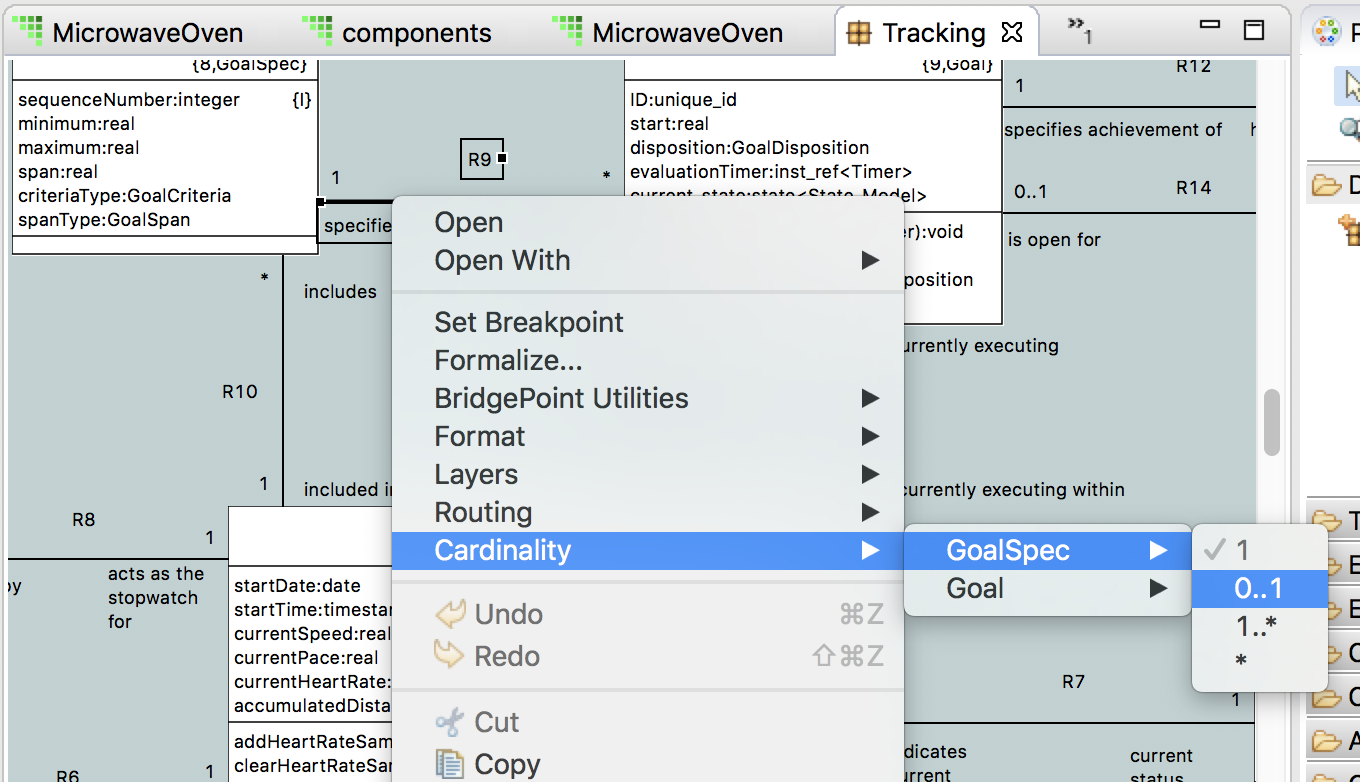 MicrowaveOven
components
MicrowaveOven
Tracking
»1
P
{8,GoalSpec}
sequenceNumber:integer {I}
minimum:real
maximum:real
span:real
criteriaType:GoalCriteria
spanType:GoalSpan
R9
1
*
specifie
{9,Goal}
ID:unique_id
start:real
disposition:GoalDisposition
evaluationTimer:inst_ref<Timer>
current_state:state<State_Model>
er):void
position
R12
1
specifies achievement of
h
0..1
R14
is open for
*
includes
R10
1
included i
R8
1
acts as the
stopwatch
for
oy
startDate:date
startTime:timestar
currentSpeed:real
currentPace:real
currentHeartRate:
accumulatedDista
addHeartRateSam
clearHeartRateSa
R6
1
Open
Open With
Set Breakpoint
Formalize...
BridgePoint Utilities
Format
Layers
Routing
Cardinality
Undo ⌘Z
Redo ⇧⌘Z
Cut
Copy
GoalSpec
Goal
1
0..1
1..*
*
urrently executing
currently executing within
R7
1
dicates
urrent
current
status
D
T
E
E
C
C
A